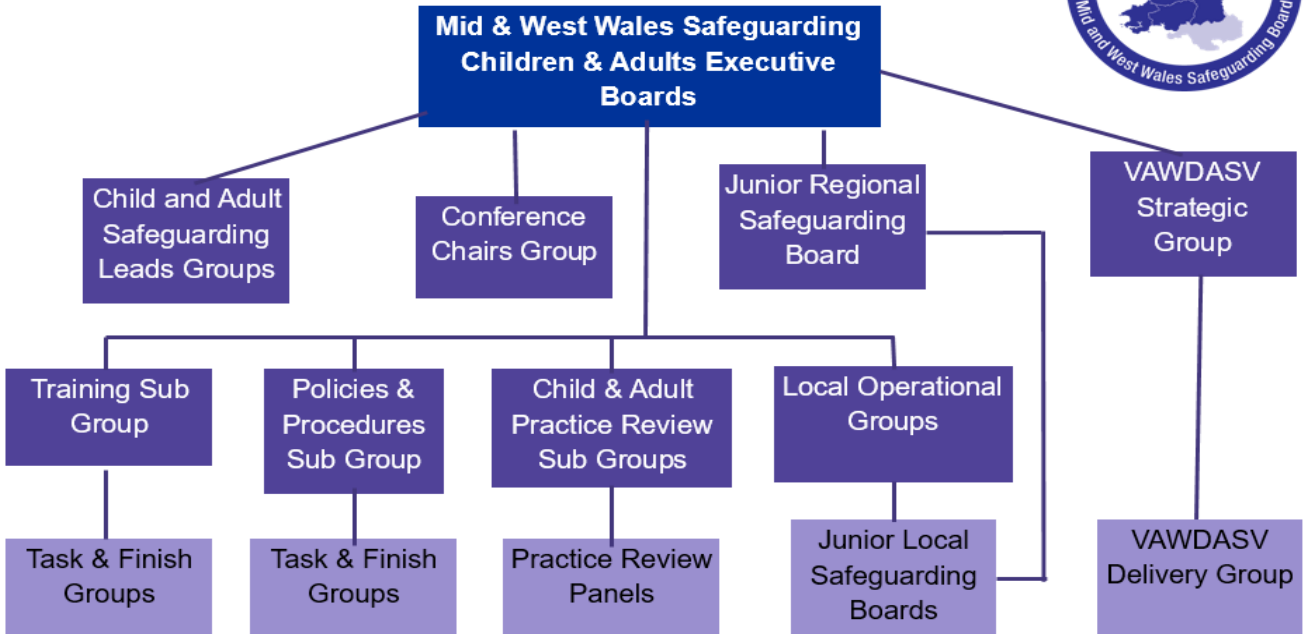 Mid & West Wales Safeguarding
Children & Adults Executive
Boards
Mid and West Wales Safeguarding Board
Child and Adult
Safeguarding
Leads Groups
Conference
Chairs Group
Junior Regional
Safeguarding
Board
VAWDASV
Strategic
Group
Training Sub
Group
Policies &
Procedures
Sub Group
Child & Adult
Practice Review
Sub Groups
Local Operational
Groups
Task & Finish
Groups
Task & Finish
Groups
Practice Review
Panels
Junior Local
Safeguarding
Boards
VAWDASV
Delivery Group